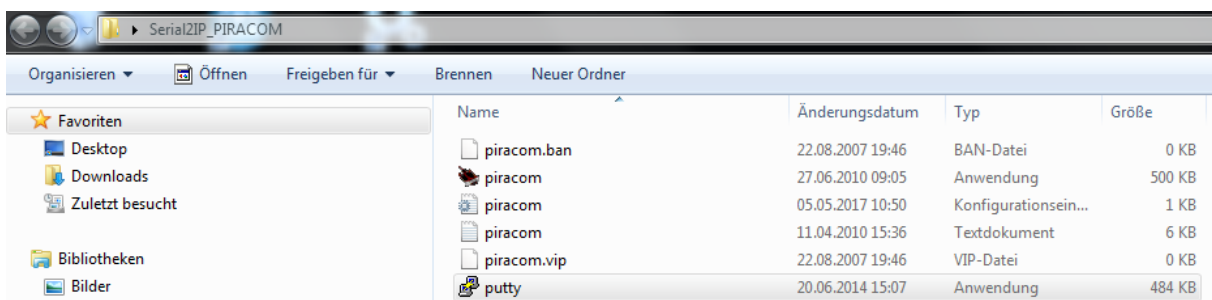 Serial2IP_PIRACOM
Organisieren Öffnen Freigeben für Brennen Neuer Ordner
Favoriten
Desktop
Downloads
Zuletzt besucht
Bibliotheken
Bilder
Name Änderungsdatum Typ Größe
piracom.ban 22.08.2007 19:46 BAN-Datei 0 KB
piracom 27.06.2010 09:05 Anwendung 500 KB
piracom 05.05.2017 10:50 Konfigurationsein... 1 KB
piracom 11.04.2010 15:36 Textdokument 6 KB
piracom.vip 22.08.2007 19:46 VIP-Datei 0 KB
putty 20.06.2014 15:07 Anwendung 484 KB